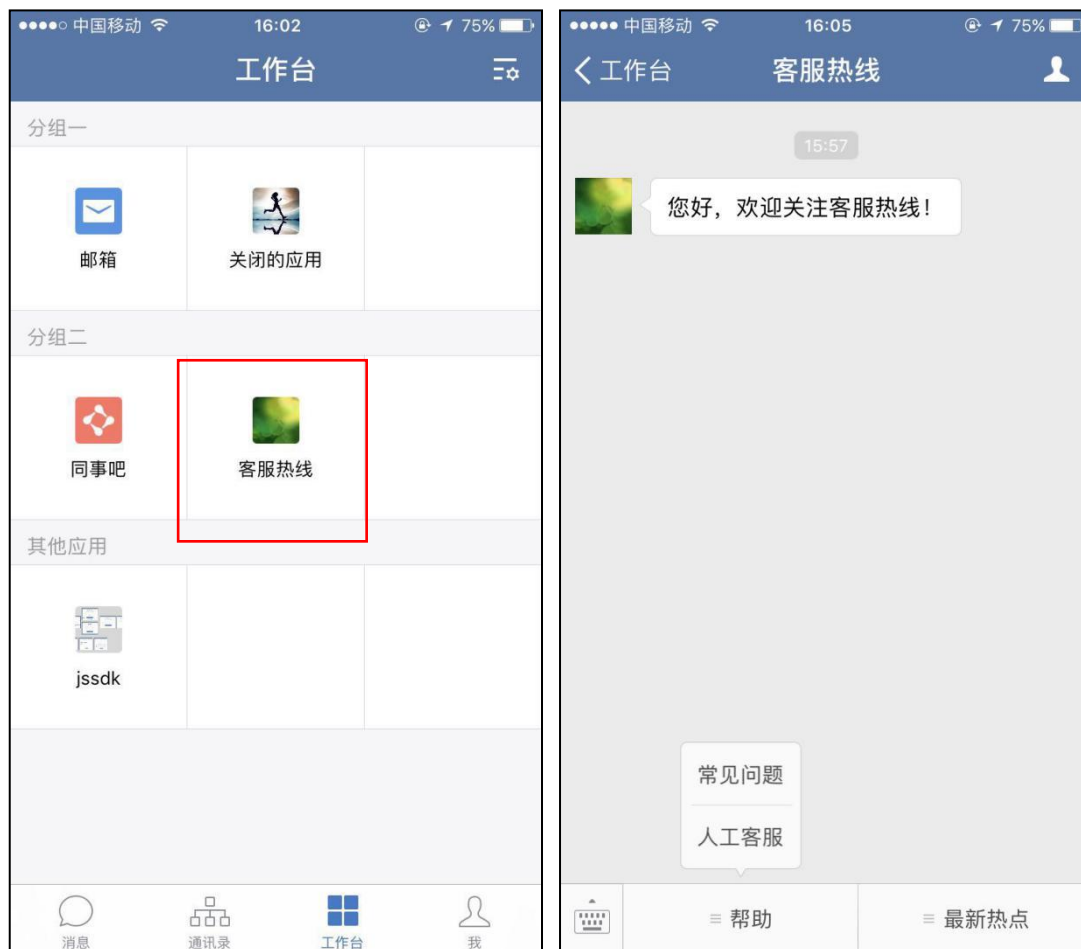 中国移动 16:02 75%
工作台
分组一
邮箱 关闭的应用
分组二
同事吧 客服热线
其他应用
jssdk
消息 通讯录 工作台 我
中国移动 16:05 75%
工作台 客服热线
15:57
您好，欢迎关注客服热线！
常见问题
人工客服
帮助 最新热点